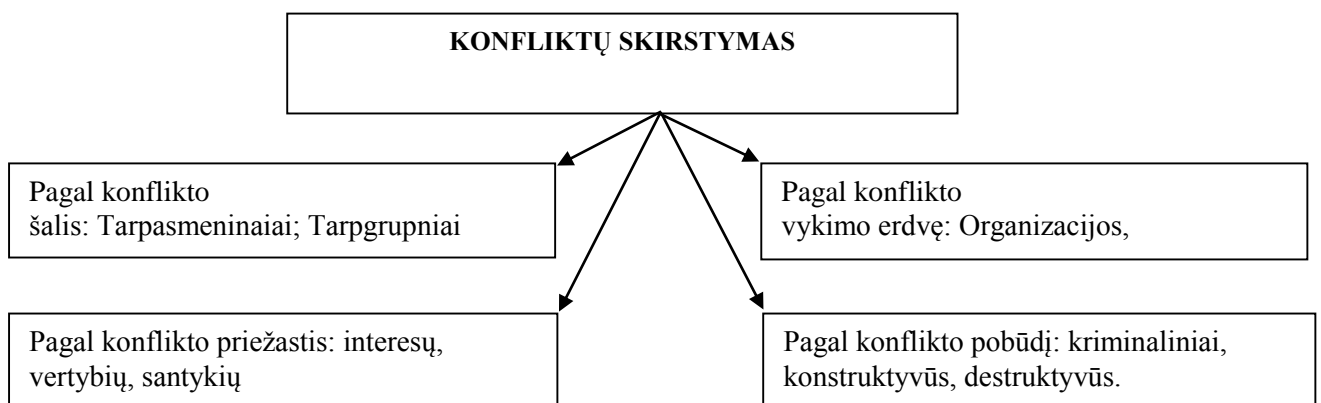 KONFLIKTŲ SKIRSTYMAS
Pagal konflikto
šalis: Tarpasmeninaiai; Tarpgrupniai
Pagal konflikto
vykimo erdvę: Organizacijos,
Pagal konflikto priežastis: interesų,
vertybių, santykių
Pagal konflikto pobūdį: kriminaliniai,
konstruktyvūs, destruktyvūs.